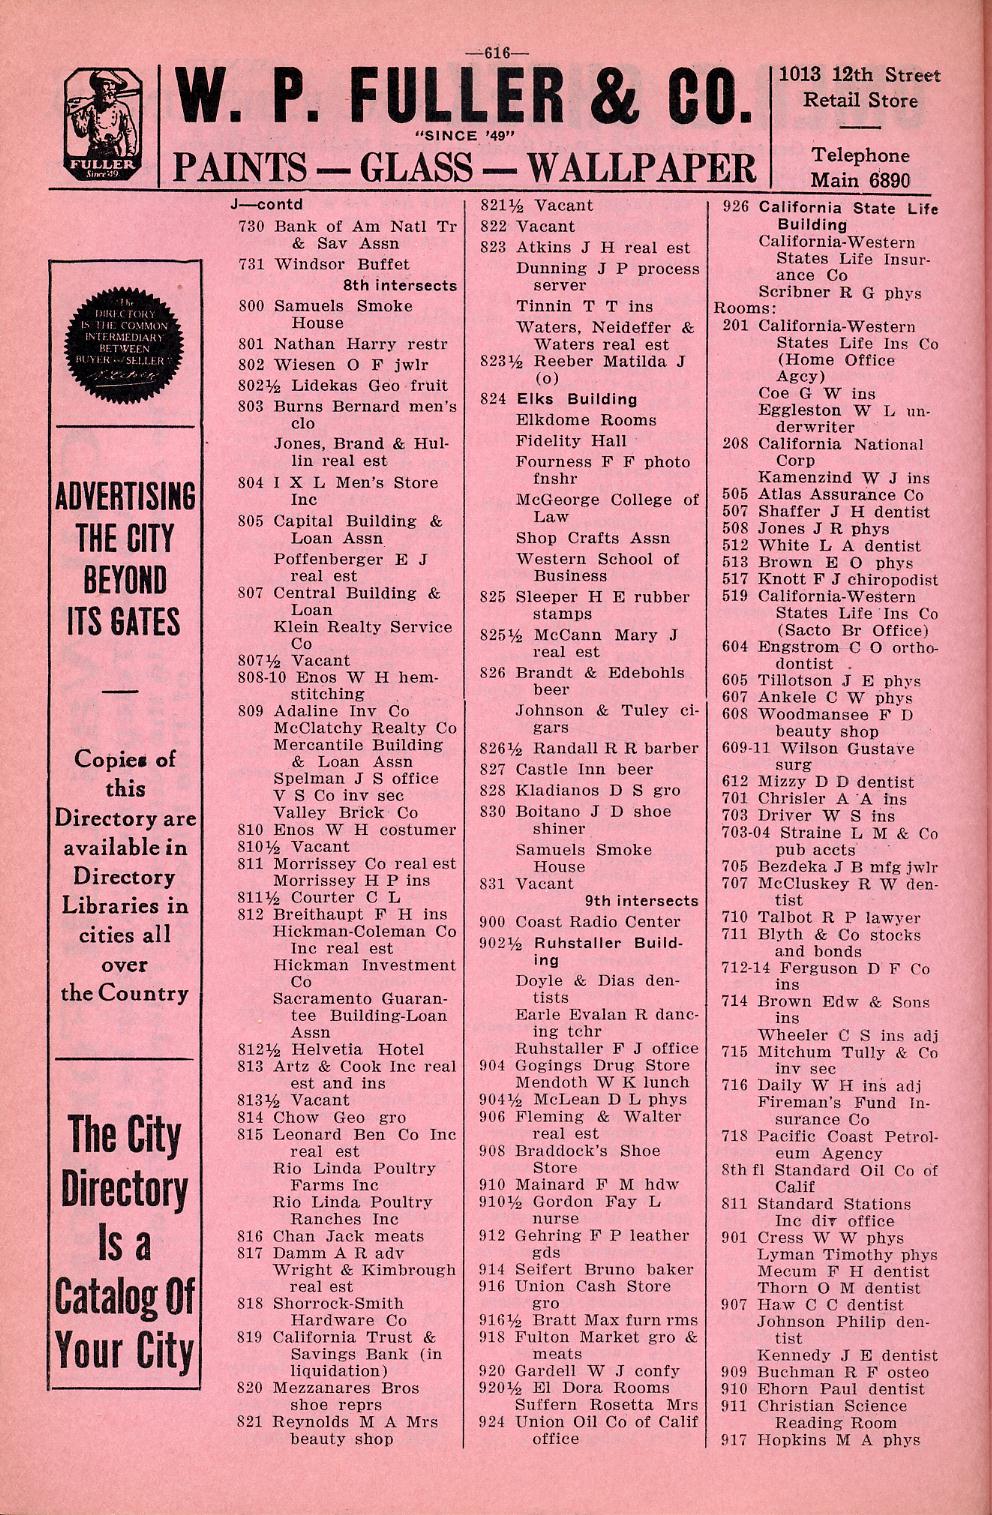 —616—
FULLER
Since '49
W. P. FULLER & CO.
"SINCE '49"
PAINTS — GLASS — WALLPAPER
1013 12th Street
Retail Store
Telephone
Main 6890
The
DIRECTORY
IS THE COMMON
INTERMEDIARY
BETWEEN
BUYER and SELLER
ADVERTISING
THE CITY
BEYOND
ITS GATES
Copies of
this
Directory are
available in
Directory
Libraries in
cities all
over
the Country
The City
Directory
Is a
Catalog Of
Your City
J—contd
730 Bank of Am Natl Tr
& Sav Assn
731 Windsor Buffet
8th intersects
800 Samuels Smoke
House
801 Nathan Harry restr
802 Wiesen O F jwlr
802½ Lidekas Geo fruit
803 Burns Bernard men's
clo
Jones, Brand & Hul-
lin real est
804 I X L Men's Store
Inc
805 Capital Building &
Loan Assn
Poffenberger E J
real est
807 Central Building &
Loan
Klein Realty Service
Co
807½ Vacant
808-10 Enos W H hem-
stitching
809 Adaline Inv Co
McClatchy Realty Co
Mercantile Building
& Loan Assn
Spelman J S office
V S Co inv sec
Valley Brick Co
810 Enos W H costumer
810½ Vacant
811 Morrissey Co real est
Morrissey H P ins
811½ Courter C L
812 Breithaupt F H ins
Hickman-Coleman Co
Inc real est
Hickman Investment
Co
Sacramento Guaran-
tee Building-Loan
Assn
812½ Helvetia Hotel
813 Artz & Cook Inc real
est and ins
813½ Vacant
814 Chow Geo gro
815 Leonard Ben Co Inc
real est
Rio Linda Poultry
Farms Inc
Rio Linda Poultry
Ranches Inc
816 Chan Jack meats
817 Damm A R adv
Wright & Kimbrough
real est
818 Shorrock-Smith
Hardware Co
819 California Trust &
Savings Bank (in
liquidation)
820 Mezzanares Bros
shoe reprs
821 Reynolds M A Mrs
beauty shop
821½ Vacant
822 Vacant
823 Atkins J H real est
Dunning J P process
server
Tinnin T T ins
Waters, Neideffer &
Waters real est
823½ Reeber Matilda J
(o)
824 Elks Building
Elkdome Rooms
Fidelity Hall
Fourness F F photo
fnshr
McGeorge College of
Law
Shop Crafts Assn
Western School of
Business
825 Sleeper H E rubber
stamps
825½ McCann Mary J
real est
826 Brandt & Edebohls
beer
Johnson & Tuley ci-
gars
826½ Randall R R barber
827 Castle Inn beer
828 Kladianos D S gro
830 Boitano J D shoe
shiner
Samuels Smoke
House
831 Vacant
9th intersects
900 Coast Radio Center
902½ Ruhstaller Build-
ing
Doyle & Dias den-
tists
Earle Evalan R danc-
ing tchr
Ruhstaller F J office
904 Gogings Drug Store
Mendoth W K lunch
904½ McLean D L phys
906 Fleming & Walter
real est
908 Braddock's Shoe
Store
910 Mainard F M hdw
910½ Gordon Fay L
nurse
912 Gehring F P leather
gds
914 Seifert Bruno baker
916 Union Cash Store
gro
916½ Bratt Max furn rms
918 Fulton Market gro &
meats
920 Gardell W J confy
920½ El Dora Rooms
Suffern Rosetta Mrs
924 Union Oil Co of Calif
office
926 California State Life
Building
California-Western
States Life Insur-
ance Co
Scribner R G phys
Rooms:
201 California-Western
States Life Ins Co
(Home Office
Agcy)
Coe G W ins
Eggleston W L un-
derwriter
208 California National
Corp
Kamenzind W J ins
505 Atlas Assurance Co
507 Shaffer J H dentist
508 Jones J R phys
512 White L A dentist
513 Brown E O phys
517 Knott F J chiropodist
519 California-Western
States Life Ins Co
(Sacto Br Office)
604 Engstrom C O ortho-
dontist
605 Tillotson J E phys
607 Ankele C W phys
608 Woodmansee F D
beauty shop
609-11 Wilson Gustave
surg
612 Mizzy D D dentist
701 Chrisler A A ins
703 Driver W S ins
703-04 Straine L M & Co
pub accts
705 Bezdeka J B mfg jwlr
707 McCluskey R W den-
tist
710 Talbot R P lawyer
711 Blyth & Co stocks
and bonds
712-14 Ferguson D F Co
ins
714 Brown Edw & Sons
ins
Wheeler C S ins adj
715 Mitchum Tully & Co
inv sec
716 Daily W H ins adj
Fireman's Fund In-
surance Co
718 Pacific Coast Petrol-
eum Agency
8th fl Standard Oil Co of
Calif
811 Standard Stations
Inc div office
901 Cress W W phys
Lyman Timothy phys
Mecum F H dentist
Thorn O M dentist
907 Haw C C dentist
Johnson Philip den-
tist
Kennedy J E dentist
909 Buchman R F osteo
910 Ehorn Paul dentist
911 Christian Science
Reading Room
917 Hopkins M A phys